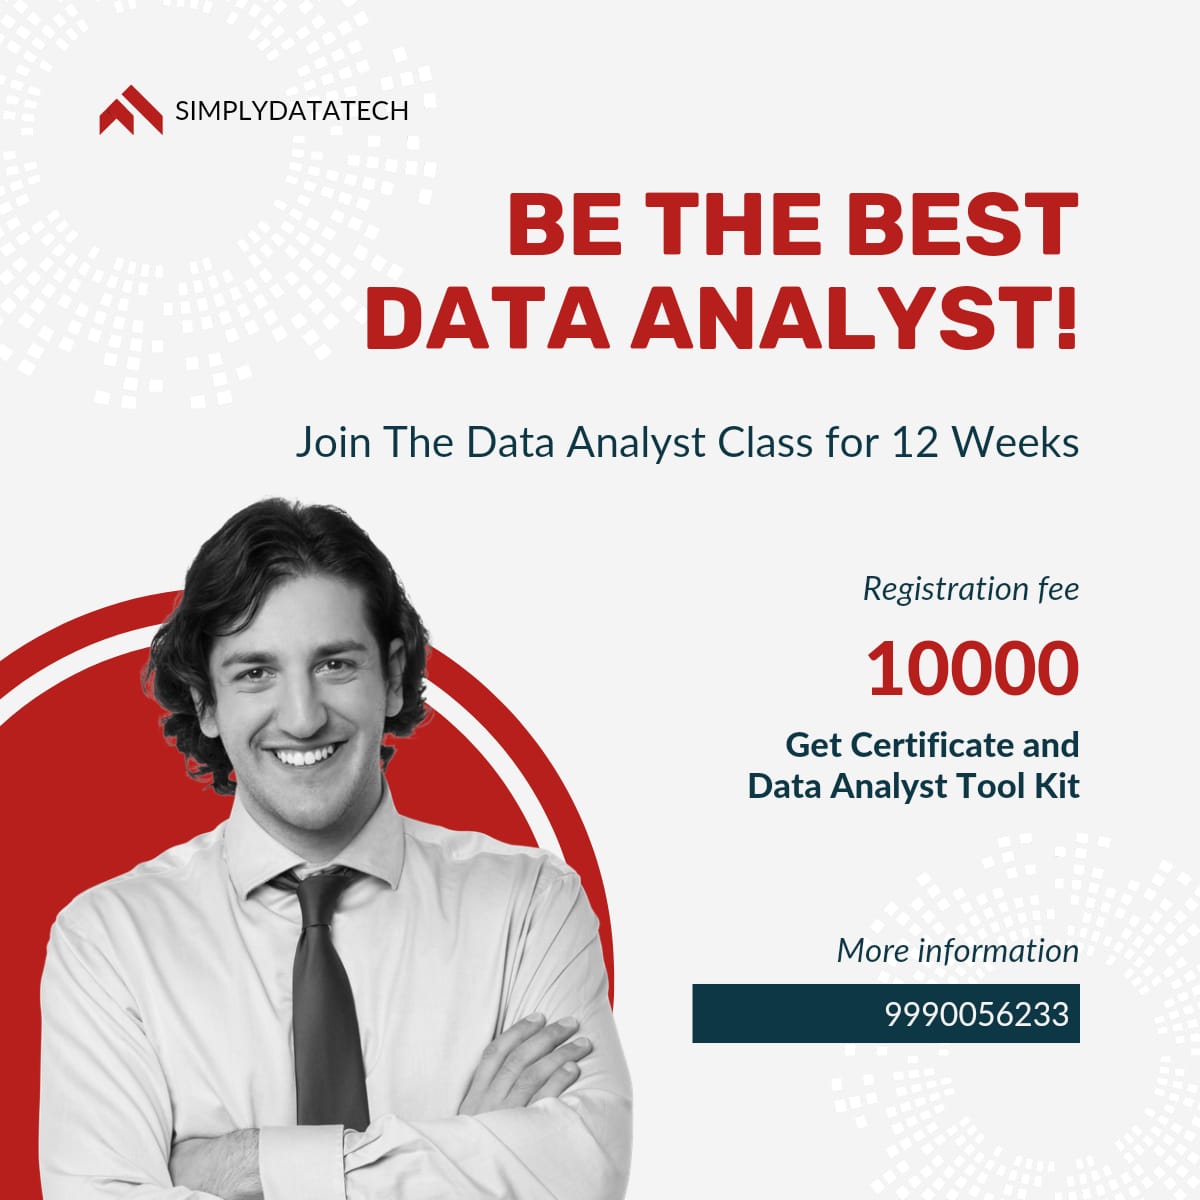 SIMPLYDATATECH
BE THE BEST
DATA ANALYST!
Join The Data Analyst Class for 12 Weeks
Registration fee
10000
Get Certificate and
Data Analyst Tool Kit
More information
9990056233